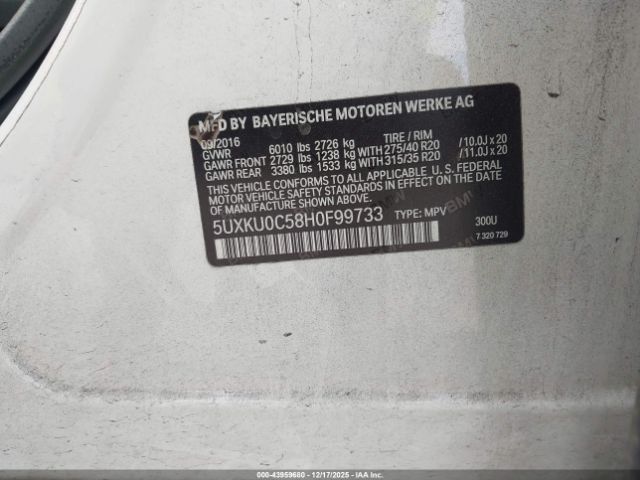 MFD BY BAYERISCHE MOTOREN WERKE AG
09/2016 TIRE / RIM
GVWR 6010 lbs 2726 kg
GAWR FRONT 2729 lbs 1238 kg WITH 275/40 R20 / 10.0J x 20
GAWR REAR 3380 lbs 1533 kg WITH 315/35 R20 / 11.0J x 20
THIS VEHICLE CONFORMS TO ALL APPLICABLE U.S. FEDERAL
MOTOR VEHICLE SAFETY STANDARDS IN EFFECT ON THE DATE OF
MANUFACTURE SHOWN ABOVE.
5UXKU0C58H0F99733 TYPE: MPV
300U
7 320 729
000-43959680 - 12/17/2025 - IAAI.COM